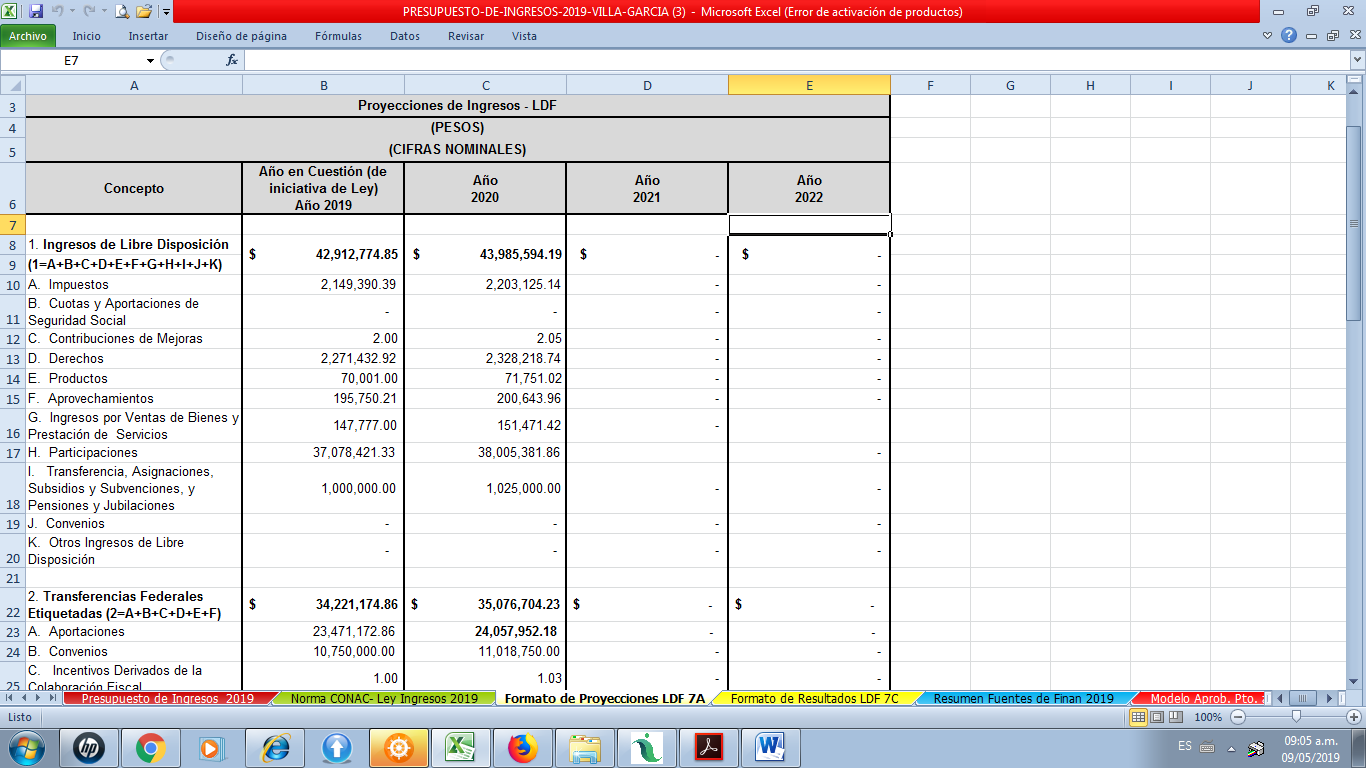 PRESUPUESTO-DE-INGRESOS-2019-VILLA-GARCIA (3) - Microsoft Excel (Error de activación de productos)
Archivo Inicio Insertar Diseño de página Fórmulas Datos Revisar Vista
E7 fx
A B C D E F G H I J K
3 Proyecciones de Ingresos - LDF
4 (PESOS)
5 (CIFRAS NOMINALES)
6 Concepto
Año en Cuestión (de
iniciativa de Ley)
Año 2019
Año
2020
Año
2021
Año
2022
7
8 1. Ingresos de Libre Disposición
9 (1=A+B+C+D+E+F+G+H+I+J+K)
$ 42,912,774.85 $ 43,985,594.19 $ - $ -
10 A. Impuestos 2,149,390.39 2,203,125.14 - -
B. Cuotas y Aportaciones de
11 Seguridad Social - - - -
12 C. Contribuciones de Mejoras 2.00 2.05 - -
13 D. Derechos 2,271,432.92 2,328,218.74 - -
14 E. Productos 70,001.00 71,751.02 - -
15 F. Aprovechamientos 195,750.21 200,643.96 - -
G. Ingresos por Ventas de Bienes y
16 Prestación de Servicios 147,777.00 151,471.42 -
17 H. Participaciones 37,078,421.33 38,005,381.86 -
I. Transferencia, Asignaciones,
Subsidios y Subvenciones, y
18 Pensiones y Jubilaciones 1,000,000.00 1,025,000.00 - -
19 J. Convenios - - - -
K. Otros Ingresos de Libre
20 Disposición - - - -
21
2. Transferencias Federales
22 Etiquetadas (2=A+B+C+D+E+F) $ 34,221,174.86 $ 35,076,704.23 $ - $ -
23 A. Aportaciones 23,471,172.86 24,057,952.18 - -
24 B. Convenios 10,750,000.00 11,018,750.00 - -
C. Incentivos Derivados de la
25 Colaboración Fiscal 1.00 1.03 - -
Presupuesto de Ingresos 2019 Norma CONAC- Ley Ingresos 2019 Formato de Proyecciones LDF 7A Formato de Resultados LDF 7C Resumen Fuentes de Finan 2019 Modelo Aprob. Pto.
Listo 100%
ES 09:05 a.m.
09/05/2019